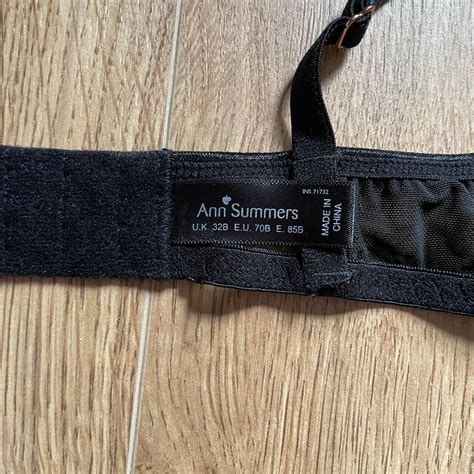 INS 71732
Ann Summers
U.K. 32B E.U. 70B E. 85B
MADE IN
CHINA